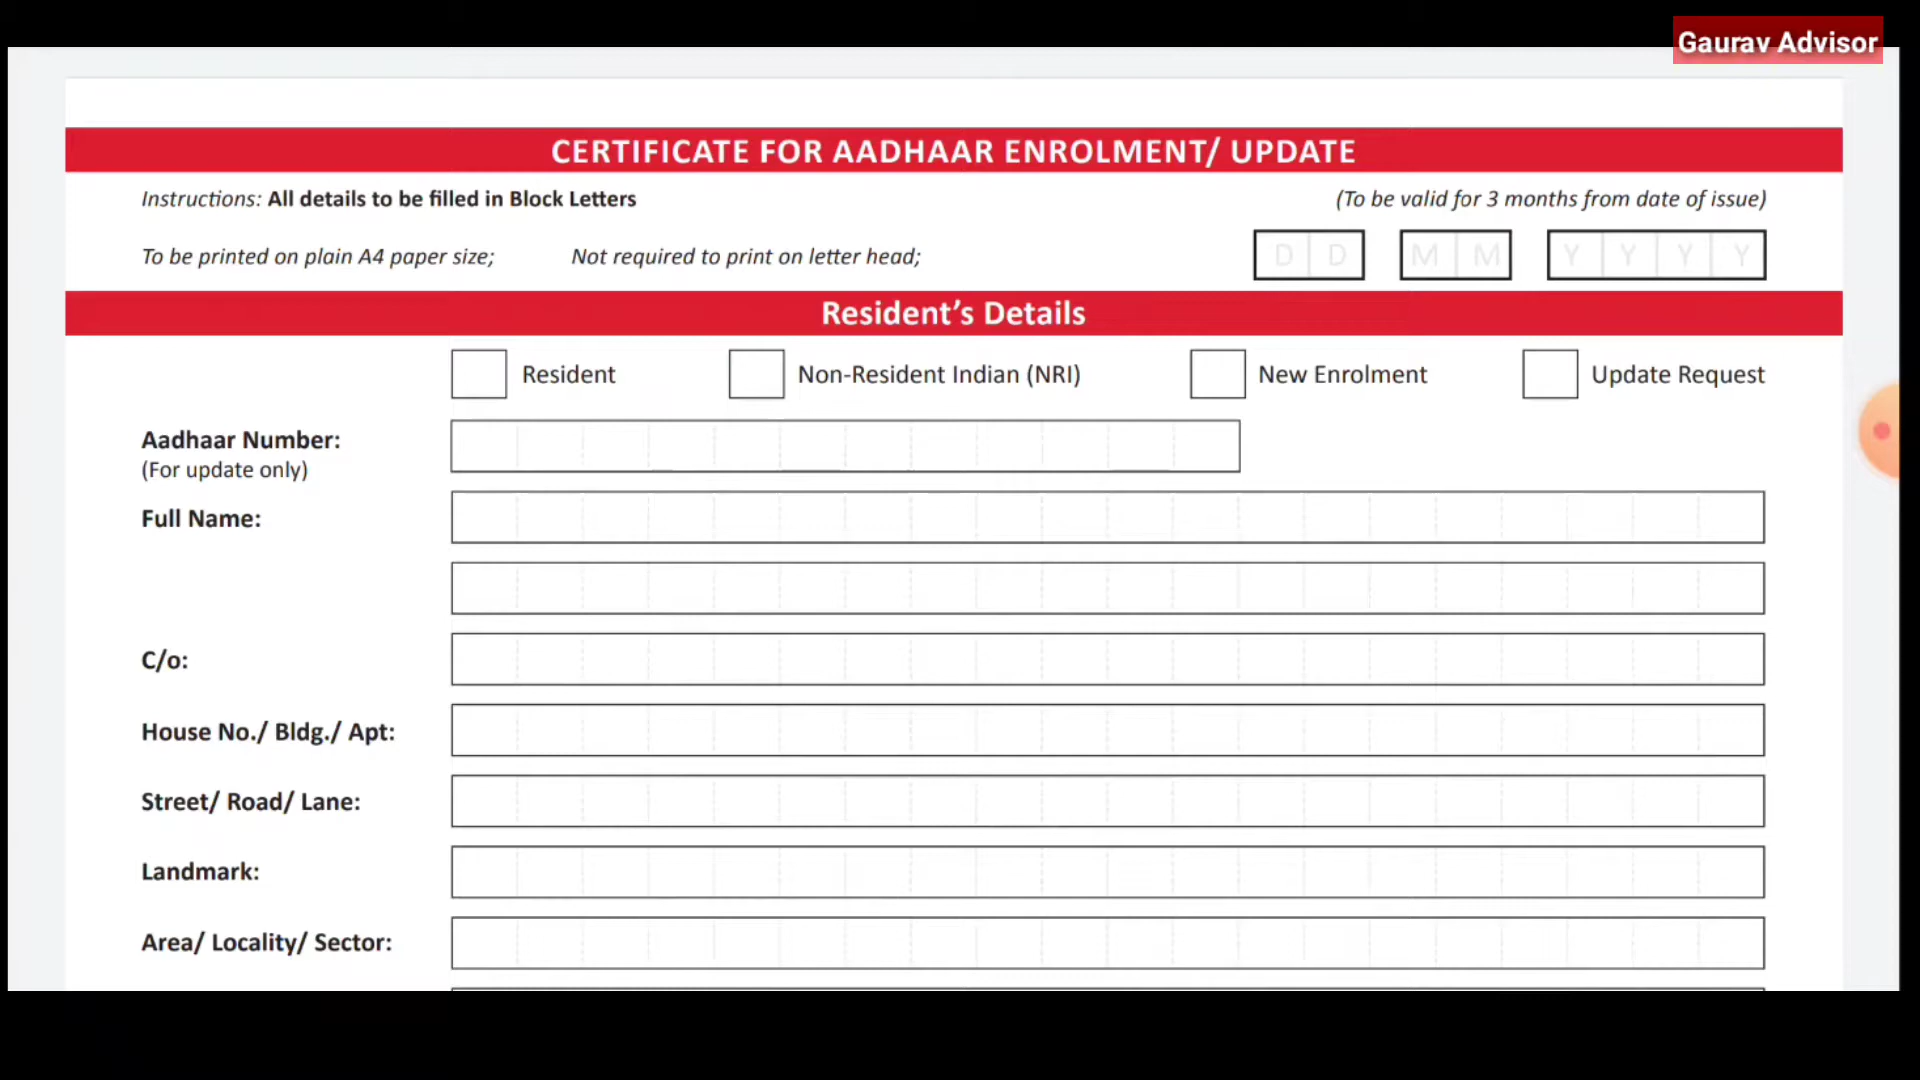 Gaurav Advisor
CERTIFICATE FOR AADHAAR ENROLMENT/ UPDATE
Instructions: All details to be filled in Block Letters
(To be valid for 3 months from date of issue)
To be printed on plain A4 paper size; Not required to print on letter head;
D D M M Y Y Y Y
Resident’s Details
Resident Non-Resident Indian (NRI) New Enrolment Update Request
Aadhaar Number:
(For update only)
Full Name:
C/o:
House No./ Bldg./ Apt:
Street/ Road/ Lane:
Landmark:
Area/ Locality/ Sector: